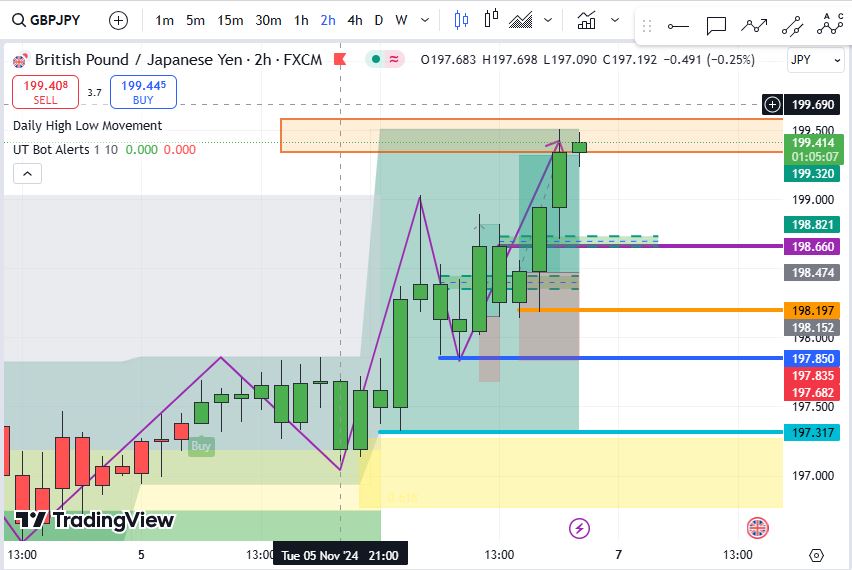 GBPJPY 1m 5m 15m 30m 1h 2h 4h D W
A C
British Pound / Japanese Yen · 2h · FXCM O197.683 H197.698 L197.090 C197.192 −0.491 (−0.25%) JPY
199.40⁸ SELL
3.7
199.44⁵ BUY
Daily High Low Movement
UT Bot Alerts 1 10 0.000 0.000
199.690
199.500
199.414
01:05:07
199.320
199.000
198.821
198.660
198.474
198.197
198.152
198.000
197.850
197.835
197.682
197.500
197.317
197.000
Buy
0.618
TradingView
13:00 5 13:00 Tue 05 Nov '24 21:00 13:00 7 13:00